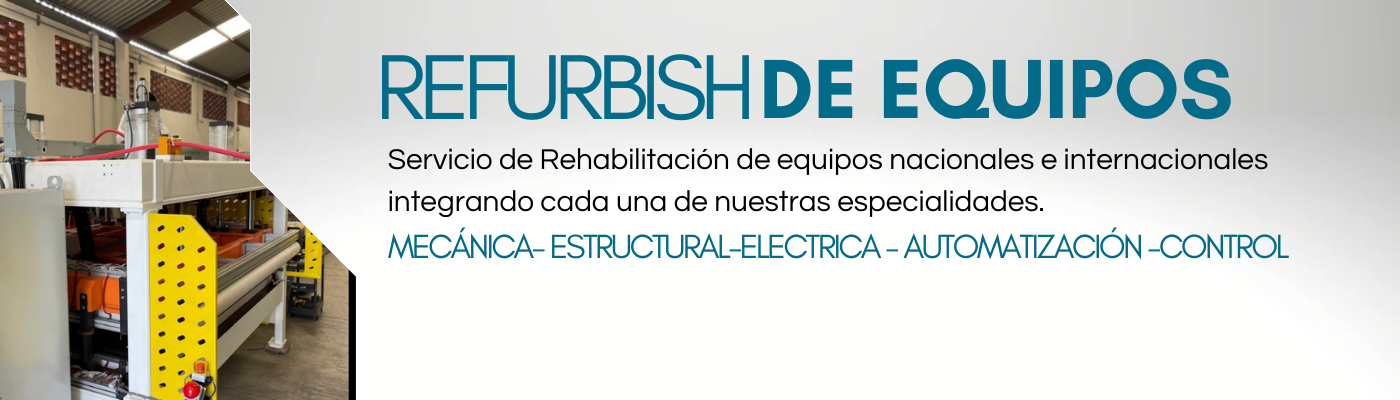 REFURBISH DE EQUIPOS
Servicio de Rehabilitación de equipos nacionales e internacionales
integrando cada una de nuestras especialidades.
MECÁNICA- ESTRUCTURAL-ELECTRICA - AUTOMATIZACIÓN -CONTROL